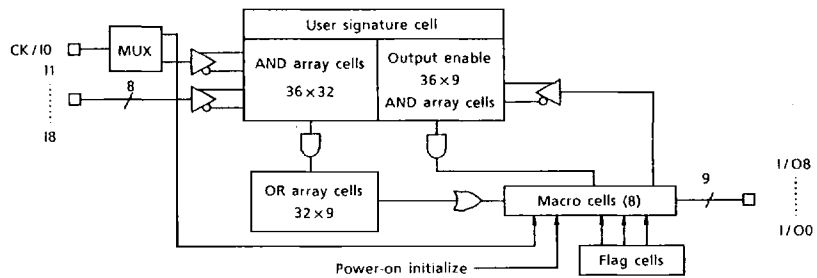 User signature cell
CK/I0
MUX
I1
8
I8
AND array cells
36×32
Output enable
36×9
AND array cells
OR array cells
32×9
Macro cells (8)
9
I/O8
I/O0
Flag cells
Power-on initialize